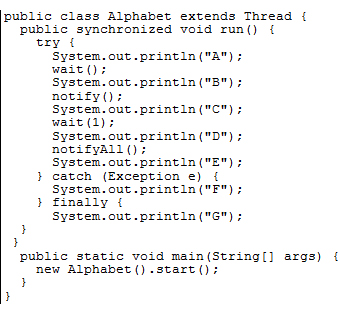 public class Alphabet extends Thread {
public synchronized void run() {
try {
System.out.println("A");
wait();
System.out.println("B");
notify();
System.out.println("C");
wait(1);
System.out.println("D");
notifyAll();
System.out.println("E");
} catch (Exception e) {
System.out.println("F");
} finally {
System.out.println("G");
}
}
public static void main(String[] args) {
new Alphabet().start();
}
}